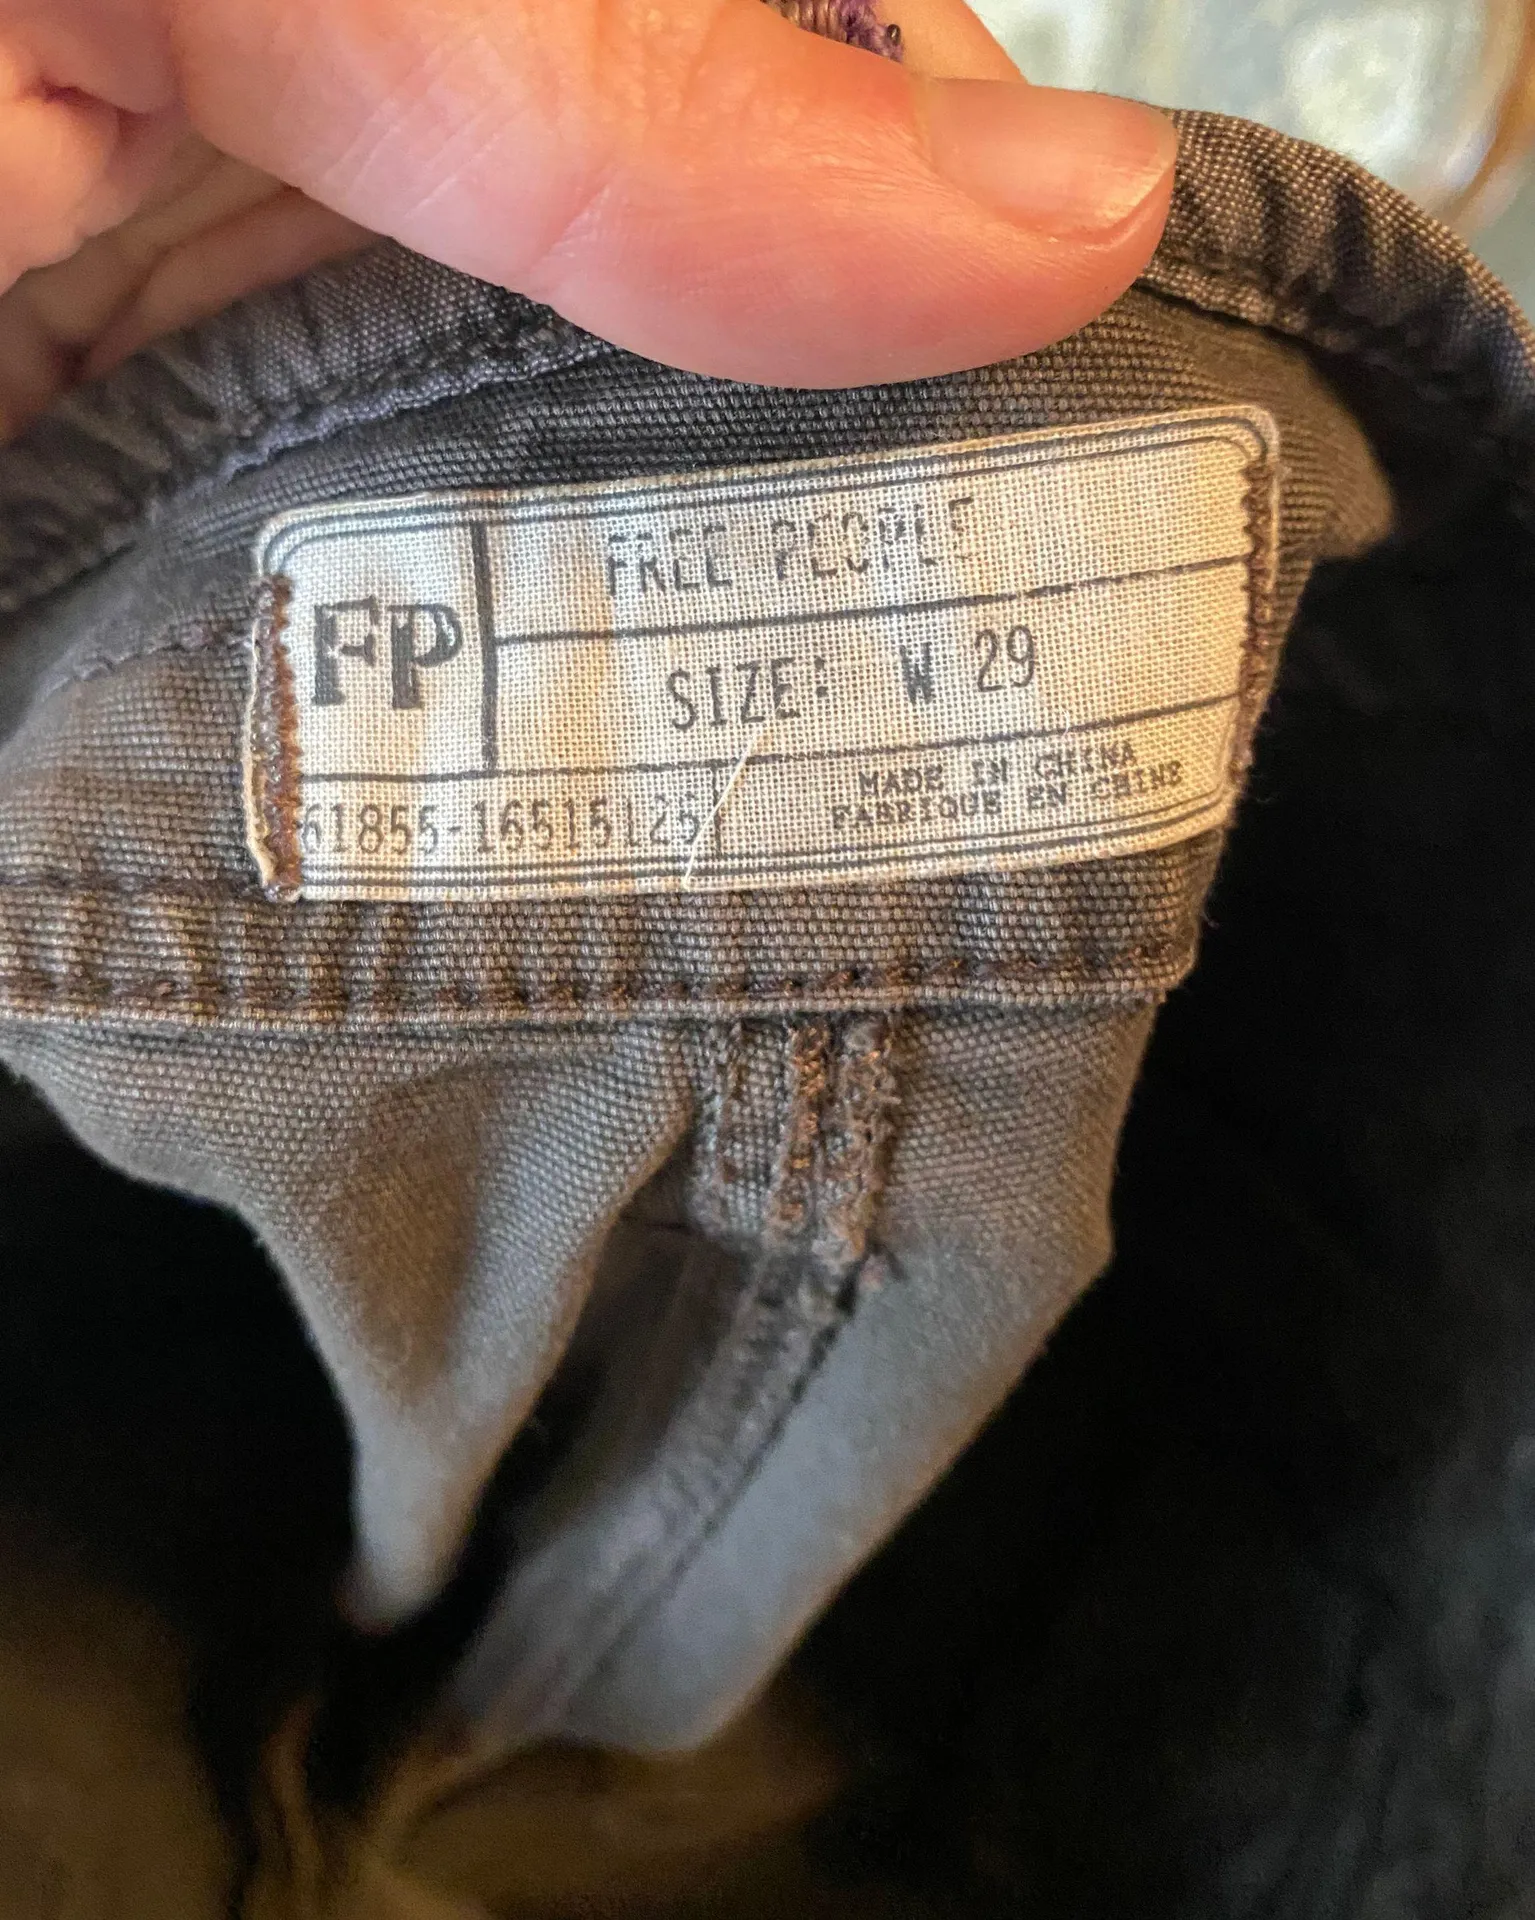 FREE PEOPLE
FP
SIZE: W 29
61855-16515125
MADE IN CHINA
FABRIQUE EN CHINE